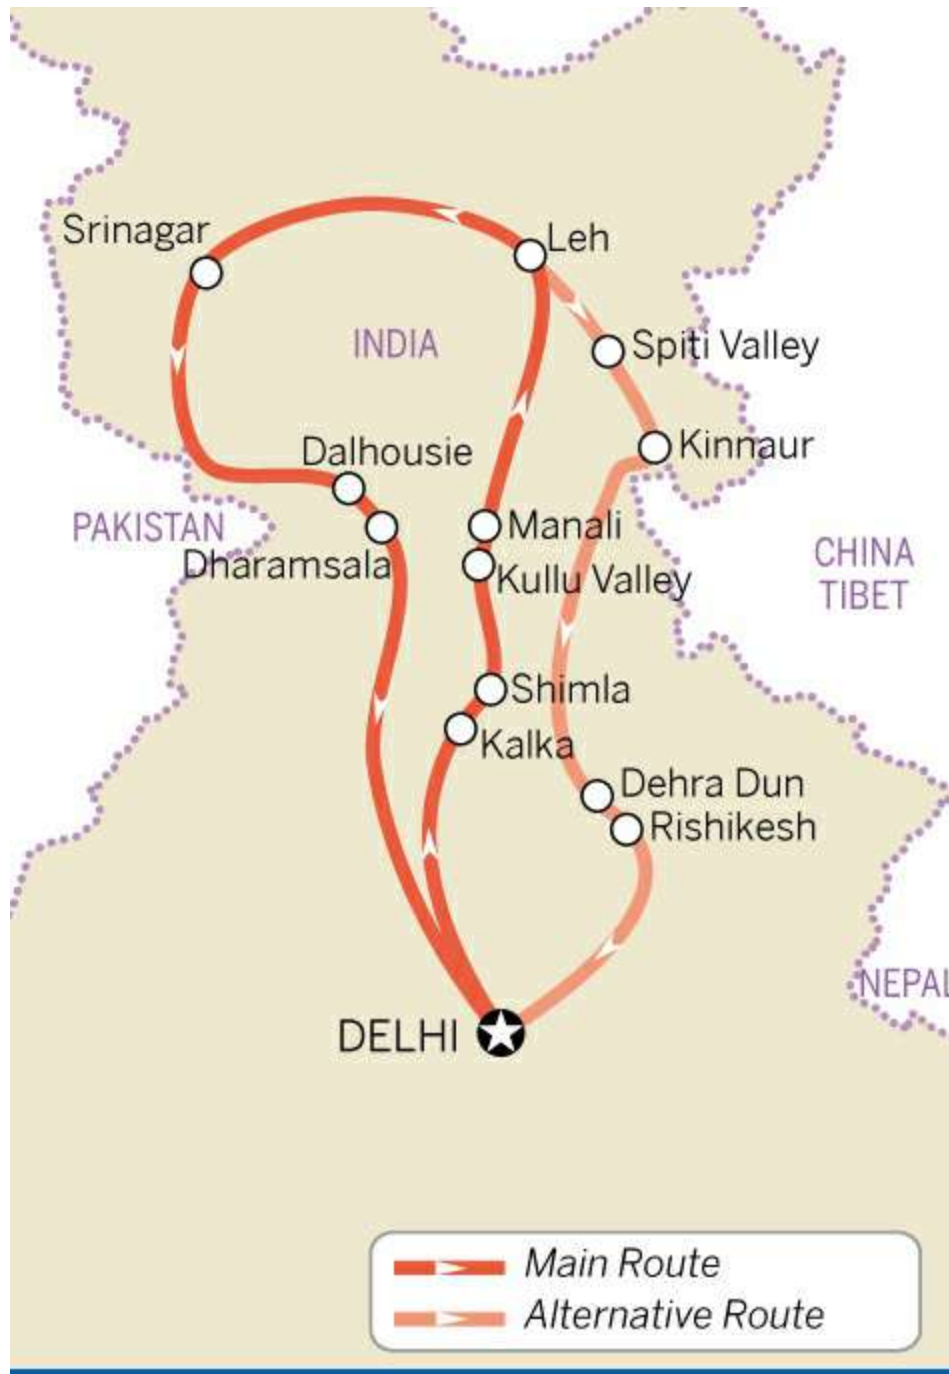 Srinagar
Leh
INDIA
Spiti Valley
Kinnaur
Dalhousie
PAKISTAN
Manali
Dharamsala
Kullu Valley
CHINA
TIBET
Shimla
Kalka
Dehra Dun
Rishikesh
NEPAL
DELHI
Main Route
Alternative Route